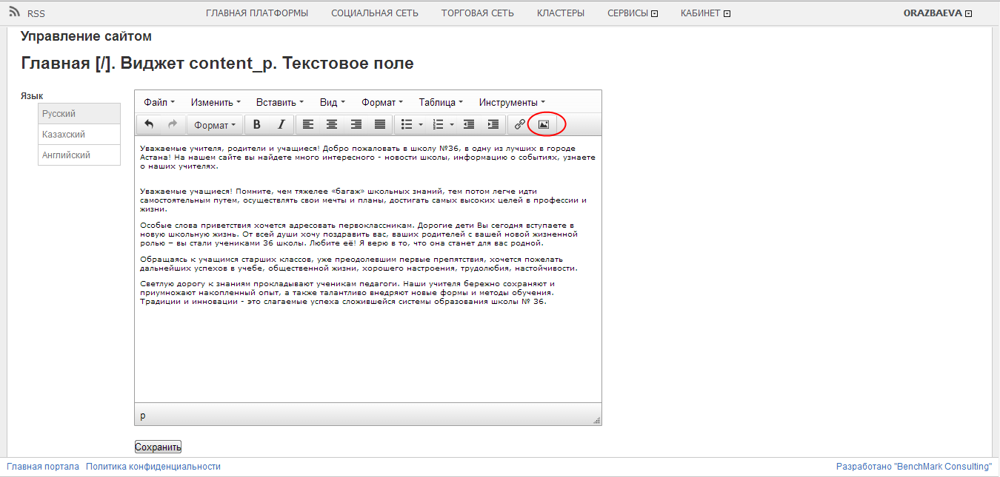 RSS ГЛАВНАЯ ПЛАТФОРМЫ СОЦИАЛЬНАЯ СЕТЬ ТОРГОВАЯ СЕТЬ КЛАСТЕРЫ СЕРВИСЫ КАБИНЕТ ORAZBAEVA
Управление сайтом
Главная [/]. Виджет content_p. Текстовое поле
Язык
Русский
Казахский
Английский
Файл Изменить Вставить Вид Формат Таблица Инструменты
Формат B I
Уважаемые учителя, родители и учащиеся! Добро пожаловать в школу №36, в одну из лучших в городе
Астана! На нашем сайте вы найдете много интересного - новости школы, информацию о событиях, узнаете
о наших учителях.
Уважаемые учащиеся! Помните, чем тяжелее «багаж» школьных знаний, тем потом легче идти
самостоятельным путем, осуществлять свои мечты и планы, достигать самых высоких целей в профессии и
жизни.
Особые слова приветствия хочется адресовать первоклассникам. Дорогие дети Вы сегодня вступаете в
новую школьную жизнь. От всей души хочу поздравить вас, ваших родителей с вашей новой жизненной
ролью – вы стали учениками 36 школы. Любите её! Я верю в то, что она станет для вас родной.
Обращаясь к учащимся старших классов, уже преодолевшим первые препятствия, хочется пожелать
дальнейших успехов в учебе, общественной жизни, хорошего настроения, трудолюбия, настойчивости.
Светлую дорогу к знаниям прокладывают ученикам педагоги. Наши учителя бережно сохраняют и
приумножают накопленный опыт, а также талантливо внедряют новые формы и методы обучения.
Традиции и инновации - это слагаемые успеха сложившейся системы образования школы № 36.
p
Сохранить
Главная портала Политика конфиденциальности Разработано "BenchMark Consulting"